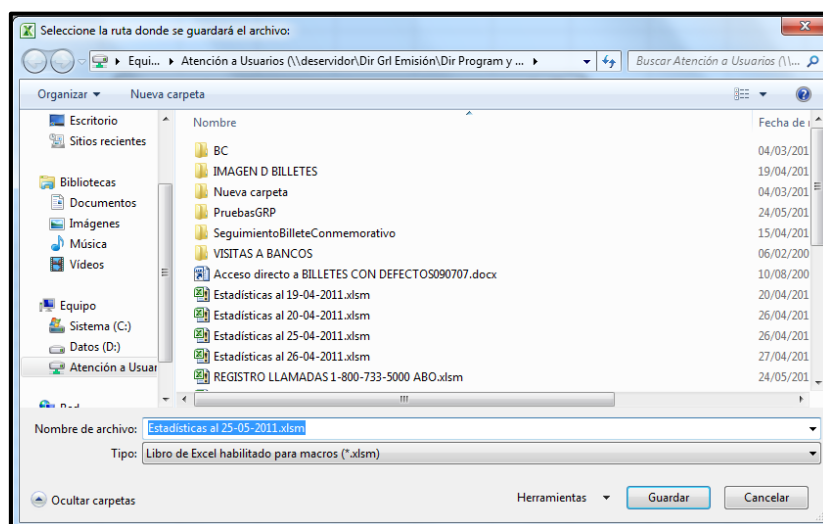 Seleccione la ruta donde se guardará el archivo:
Equi... Atención a Usuarios (\\deservidor\Dir Grl Emisión\Dir Program y ...
Buscar Atención a Usuarios (\\...
Organizar
Nueva carpeta
Escritorio
Sitios recientes
Bibliotecas
Documentos
Imágenes
Música
Vídeos
Equipo
Sistema (C:)
Datos (D:)
Atención a Usuar
Nombre Fecha de
BC 04/03/201
IMAGEN D BILLETES 19/04/201
Nueva carpeta 04/03/201
PruebasGRP 24/05/201
SeguimientoBilleteConmemorativo 15/04/201
VISITAS A BANCOS 06/02/200
Acceso directo a BILLETES CON DEFECTOS090707.docx 10/08/200
Estadísticas al 19-04-2011.xlsm 20/04/201
Estadísticas al 20-04-2011.xlsm 26/04/201
Estadísticas al 25-04-2011.xlsm 26/04/201
Estadísticas al 26-04-2011.xlsm 27/04/201
REGISTRO LLAMADAS 1-800-733-5000 ABO.xlsm 24/05/201
Nombre de archivo: Estadísticas al 25-05-2011.xlsm
Tipo: Libro de Excel habilitado para macros (*.xlsm)
Ocultar carpetas
Herramientas
Guardar
Cancelar